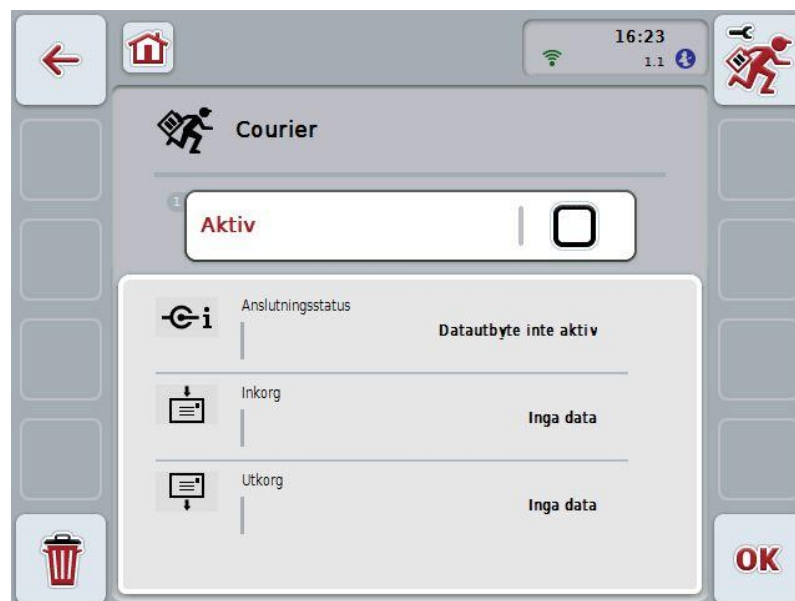 16:23
1.1
Courier
1
Aktiv
Anslutningsstatus
Datautbyte inte aktiv
Inkorg
Inga data
Utkorg
Inga data
OK